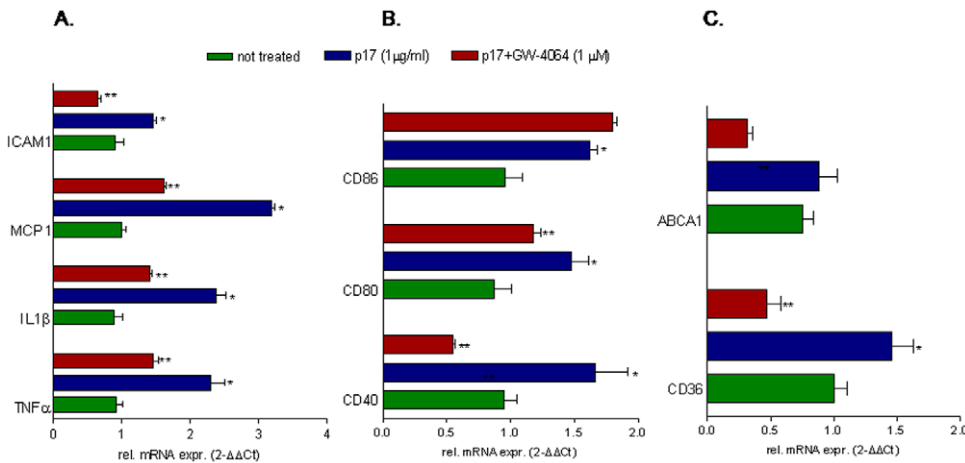 A.
B.
C.
not treated
p17 (1µg/ml)
p17+GW-4064 (1 µM)
ICAM1
**
*
MCP1
**
*
IL1β
**
*
TNFα
**
*
0 1 2 3 4
rel. mRNA expr. (2-ΔΔCt)
CD86
*
CD80
**
*
CD40
**
*
**
0.0 0.5 1.0 1.5 2.0
rel. mRNA expr. (2-ΔΔCt)
ABCA1
**
CD36
**
*
0.0 0.5 1.0 1.5 2.0
rel. mRNA expr. (2-ΔΔCt)